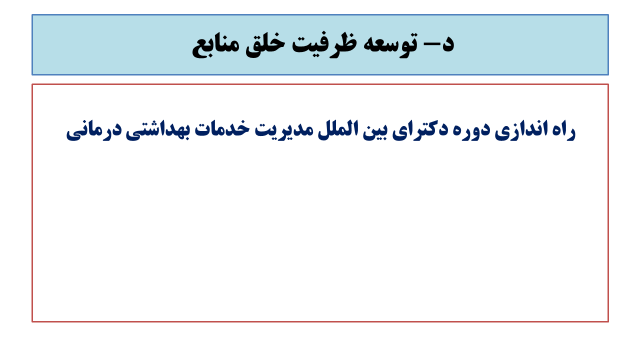 د- توسعه ظرفیت خلق منابع
راه اندازی دوره دکترای بین الملل مدیریت خدمات بهداشتی درمانی